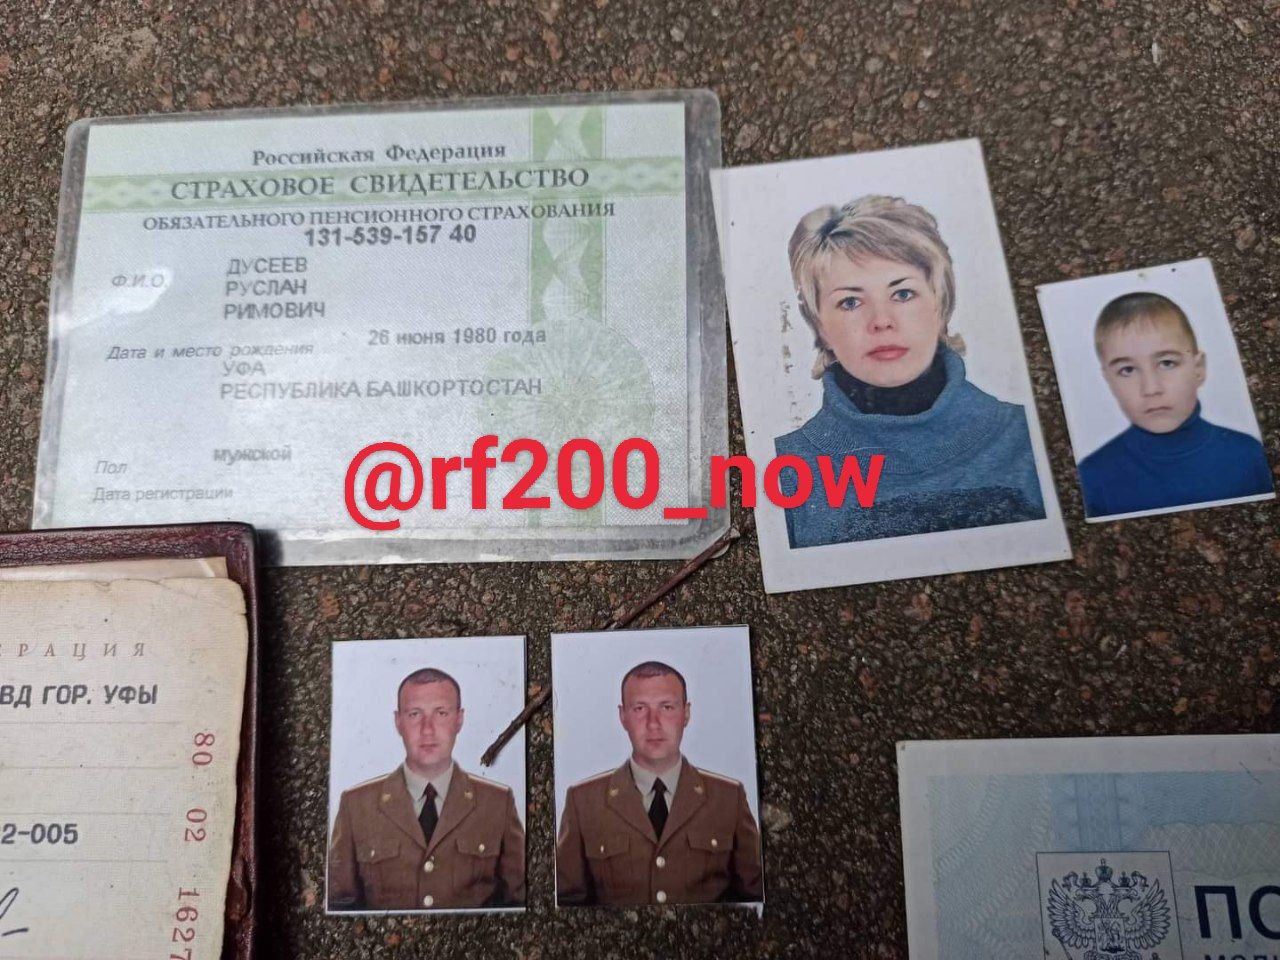 Российская Федерация
СТРАХОВОЕ СВИДЕТЕЛЬСТВО
ОБЯЗАТЕЛЬНОГО ПЕНСИОННОГО СТРАХОВАНИЯ
131-539-157 40
Ф.И.О. ДУСЕЕВ
РУСЛАН
РИМОВИЧ
Дата и место рождения 26 июня 1980 года
УФА
РЕСПУБЛИКА БАШКОРТОСТАН
Пол мужской
Дата регистрации
@rf200_now
ЕРАЦИЯ
ВД ГОР. УФЫ
2-005
80 02 1627
ПО